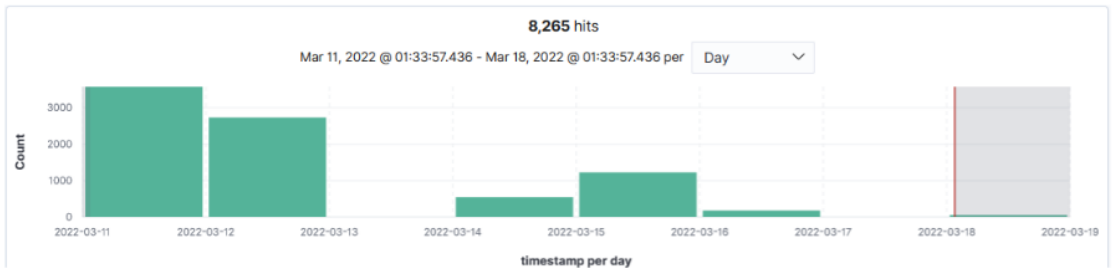 8,265 hits
Mar 11, 2022 @ 01:33:57.436 - Mar 18, 2022 @ 01:33:57.436 per Day
3000
2000
1000
0
Count
2022-03-11 2022-03-12 2022-03-13 2022-03-14 2022-03-15 2022-03-16 2022-03-17 2022-03-18 2022-03-19
timestamp per day